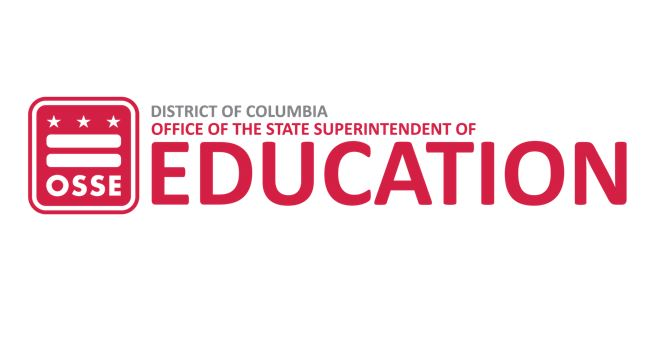 OSSE
DISTRICT OF COLUMBIA
OFFICE OF THE STATE SUPERINTENDENT OF
EDUCATION